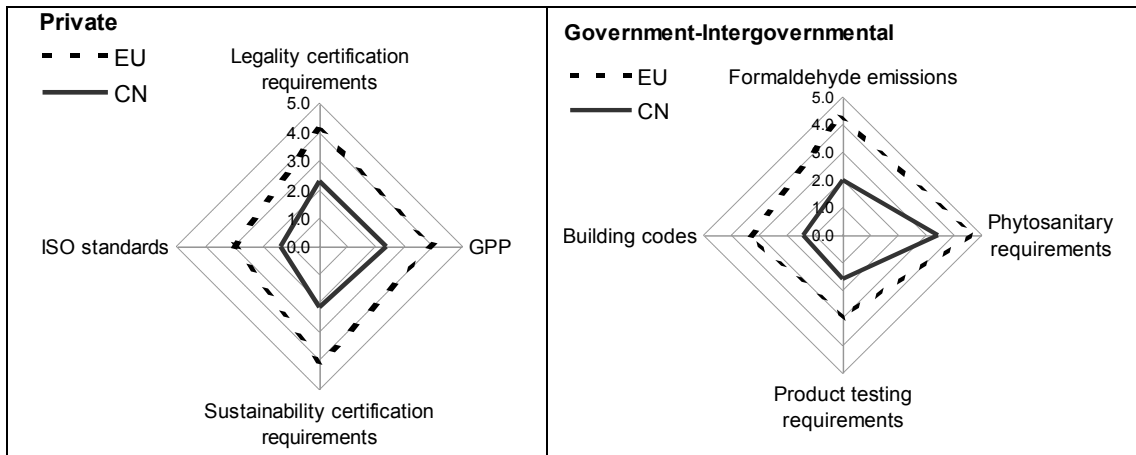 Private
EU
CN
Legality certification
requirements
5.0
4.0
3.0
2.0
1.0
0.0
ISO standards
GPP
Sustainability certification
requirements
Government-Intergovernmental
EU
CN
Formaldehyde emissions
5.0
4.0
3.0
2.0
1.0
0.0
Building codes
Phytosanitary
requirements
Product testing
requirements